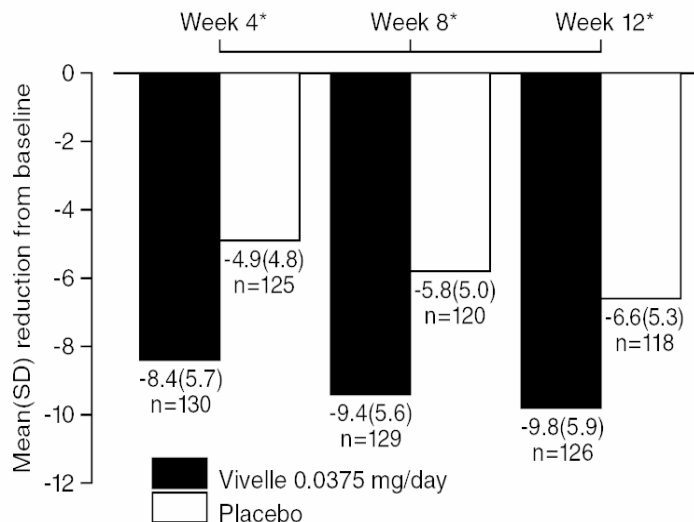 Week 4* Week 8* Week 12*
Mean(SD) reduction from baseline
0
-2
-4
-6
-8
-10
-12
-8.4(5.7)
n=130
-4.9(4.8)
n=125
-9.4(5.6)
n=129
-5.8(5.0)
n=120
-9.8(5.9)
n=126
-6.6(5.3)
n=118
Vivelle 0.0375 mg/day
Placebo